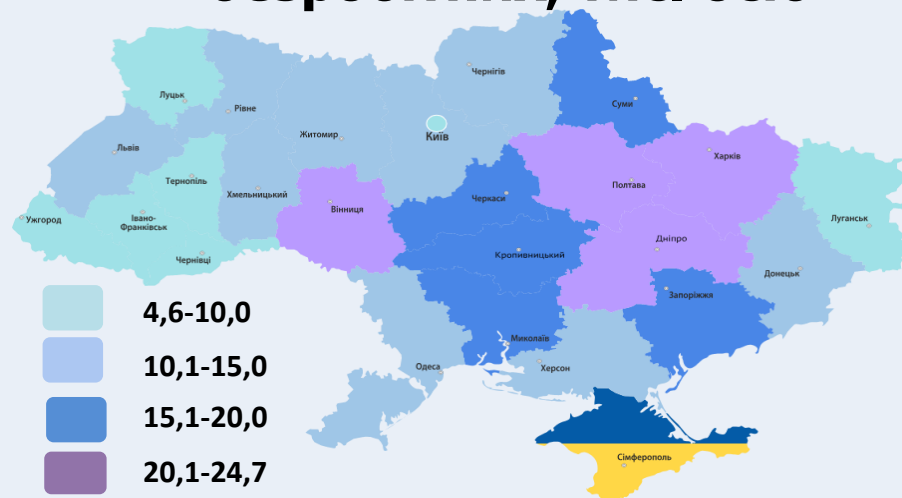 Чернігів
Луцьк
Суми
Рівне
Житомир
Київ
Львів
Харків
Тернопіль
Полтава
Хмельницький
Черкаси
Вінниця
Ужгород
Івано-
Франківськ
Луганськ
Дніпро
Кропивницький
Чернівці
Донецьк
Запоріжжя
4,6-10,0
Миколаїв
10,1-15,0
Одеса
Херсон
15,1-20,0
Сімферополь
20,1-24,7